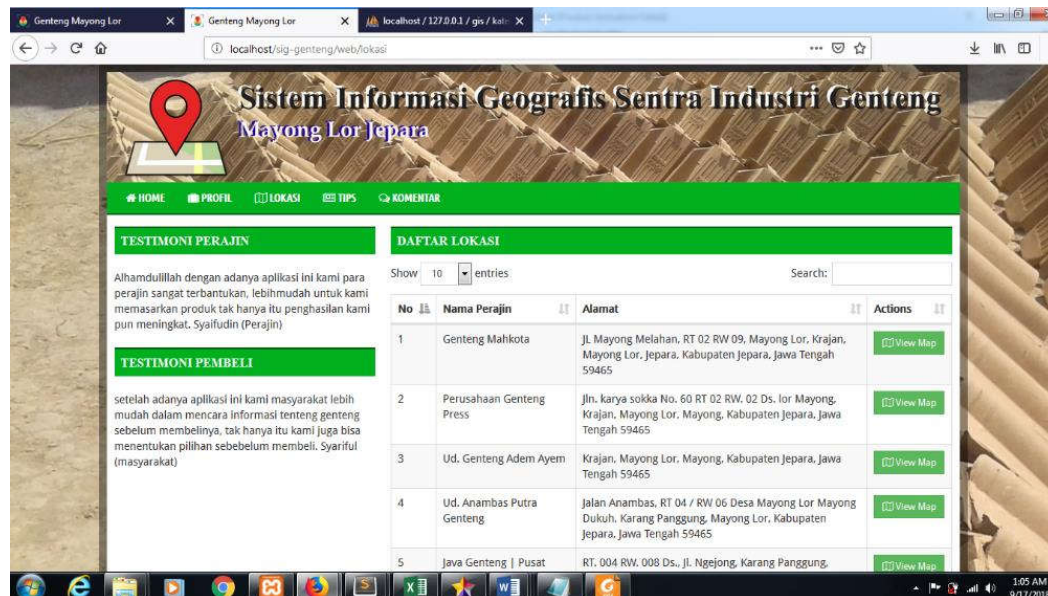 Genteng Mayong Lor
Genteng Mayong Lor
localhost / 127.0.0.1 / gis / kate
localhost/sig-genteng/web/lokasi
Sistem Informasi Geografis Sentra Industri Genteng
Mayong Lor Jepara
HOME PROFIL LOKASI TIPS KOMENTAR
TESTIMONI PERAJIN
Alhamdulillah dengan adanya aplikasi ini kami para
perajin sangat terbantukan, lebihmudah untuk kami
memasarkan produk tak hanya itu penghasilan kami
pun meningkat. Syaifudin (Perajin)
TESTIMONI PEMBELI
setelah adanya aplikasi ini kami masyarakat lebih
mudah dalam mencara informasi tenteng genteng
sebelum membelinya, tak hanya itu kami juga bisa
menentukan pilihan sebebelum membeli. Syariful
(masyarakat)
DAFTAR LOKASI
Show 10 entries Search:
No Nama Perajin Alamat Actions
1 Genteng Mahkota JL Mayong Melahan, RT 02 RW 09, Mayong Lor, Krajan, View Map
Mayong Lor, Jepara, Kabupaten Jepara, Jawa Tengah
59465
2 Perusahaan Genteng Jln. karya sokka No. 60 RT 02 RW. 02 Ds. lor Mayong, View Map
Press Krajan, Mayong Lor, Mayong, Kabupaten Jepara, Jawa
Tengah 59465
3 Ud. Genteng Adem Ayem Krajan, Mayong Lor, Mayong, Kabupaten Jepara, Jawa View Map
Tengah 59465
4 Ud. Anambas Putra Jalan Anambas, RT 04 / RW 06 Desa Mayong Lor Mayong View Map
Genteng Dukuh, Karang Panggung, Mayong Lor, Kabupaten
Jepara, Jawa Tengah 59465
5 Java Genteng | Pusat RT. 004 RW. 008 Ds., Jl. Ngejong, Karang Panggung, View Map
1:05 AM
9/17/2018